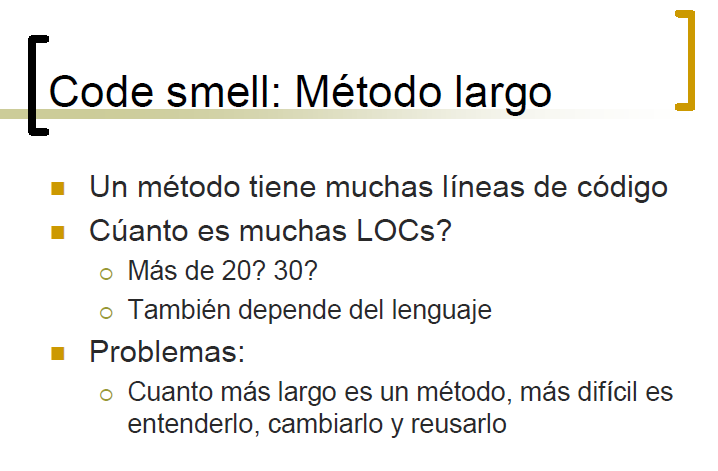 Code smell: Método largo
Un método tiene muchas líneas de código
Cúanto es muchas LOCs?
Más de 20? 30?
También depende del lenguaje
Problemas:
Cuanto más largo es un método, más difícil es
entenderlo, cambiarlo y reusarlo